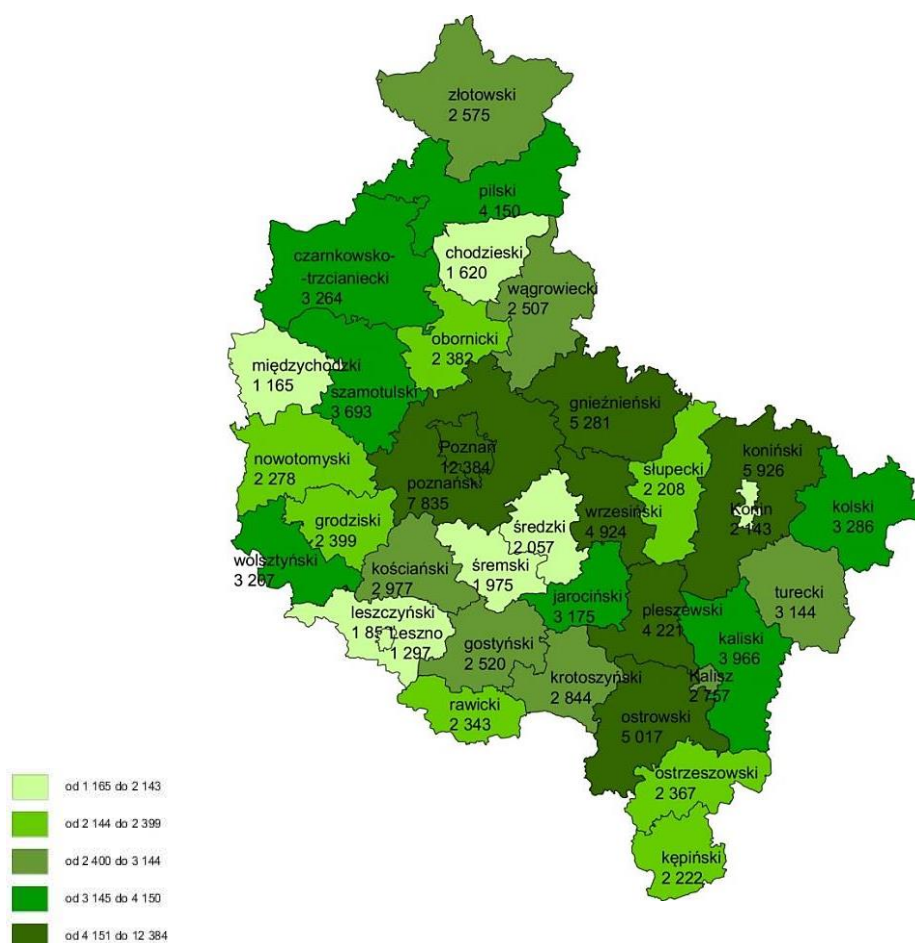 złotowski
2 575
pilski
4 150
chodzieski
1 620
czarnkowsko-
-trzcianecki
3 264
wągrowiecki
2 507
obornicki
2 382
międzychodzki
1 165
szamotulski
3 693
gnieźnieński
5 281
Poznań
12 384
poznański
7 835
koniński
5 926
słupecki
2 208
nowotomyski
2 278
Konin
2 143
kolski
3 286
wrzesiński
4 924
średzki
2 057
grodziski
2 399
wolsztyński
3 207
kościański
2 977
śremski
1 975
turecki
3 144
jarociński
3 175
pleszewski
4 221
leszczyński
Leszno
1 297
gostyński
2 520
kaliski
3 966
Kalisz
2 757
krotoszyński
2 844
rawicki
2 343
ostrowski
5 017
ostrzeszowski
2 367
kępiński
2 222
od 1 165 do 2 143
od 2 144 do 2 399
od 2 400 do 3 144
od 3 145 do 4 150
od 4 151 do 12 384